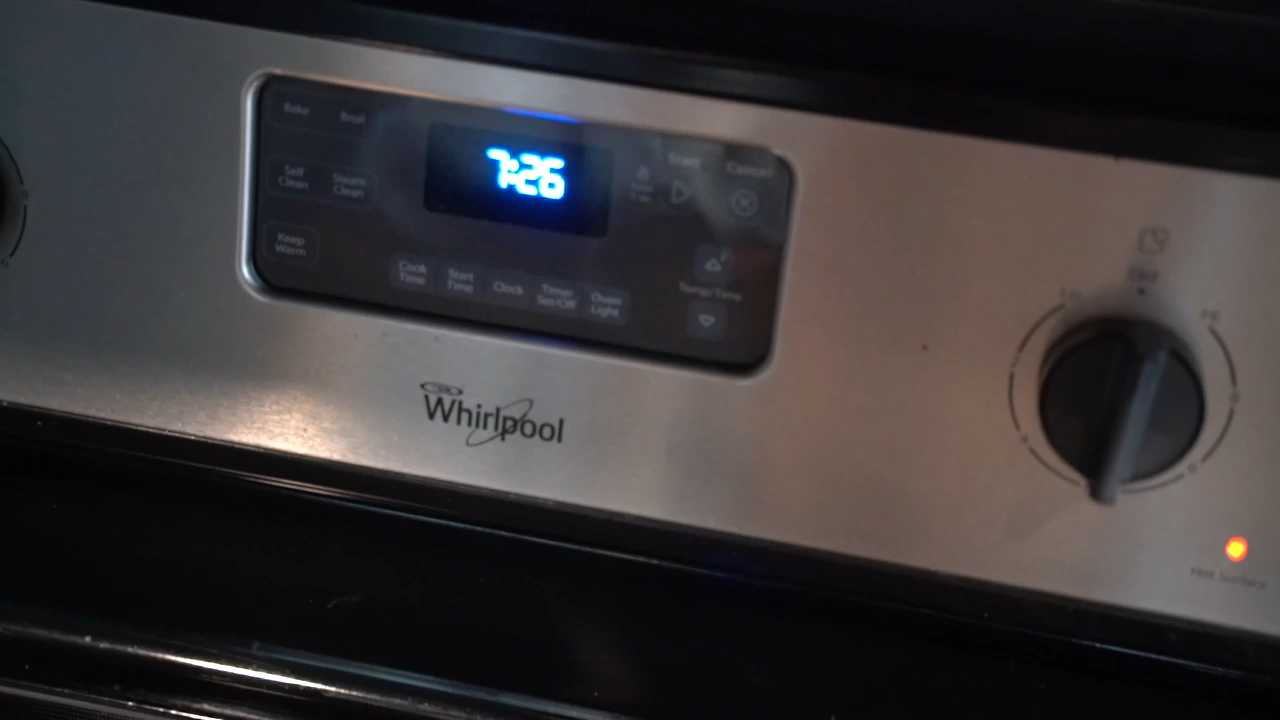 Bake
Broil
7:26
Start
Cancel
Self
Clean
Steam
Clean
Keep
Warm
Cook
Time
Start
Time
Clock
Timer
Set/Off
Oven
Light
Temp/Time
OFF
LO
HI
Whirlpool
Hot Surface